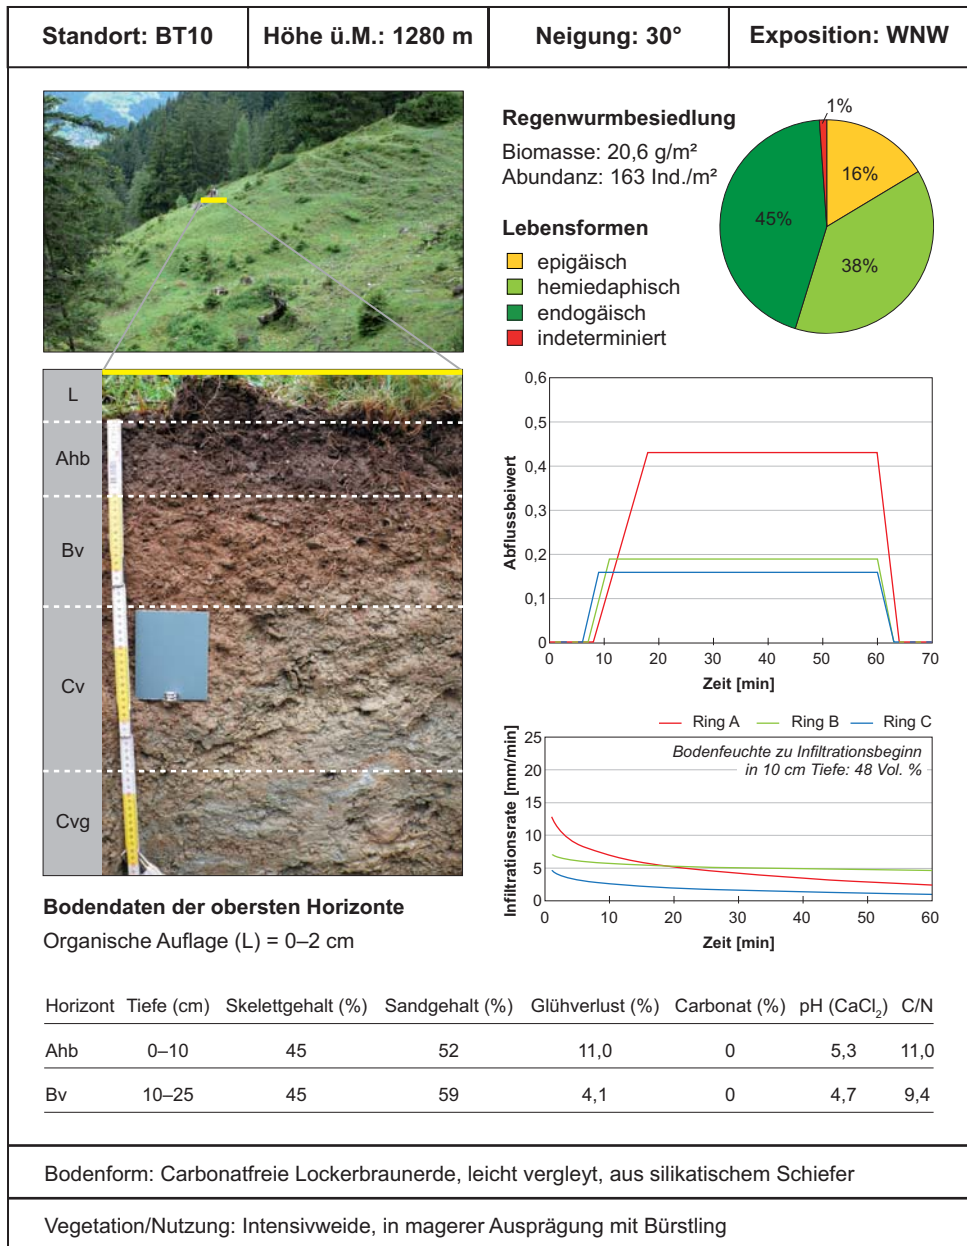 Standort: BT10
Höhe ü.M.: 1280 m
Neigung: 30°
Exposition: WNW
Regenwurmbesiedlung
Biomasse: 20,6 g/m²
Abundanz: 163 Ind./m²
Lebensformen
epigäisch
hemiedaphisch
endogäisch
indeterminiert
1%
16%
45%
38%
L
Ahb
Bv
Cv
Cvg
Abflussbeiwert
0,6
0,5
0,4
0,3
0,2
0,1
0
0 10 20 30 40 50 60 70
Zeit [min]
Ring A Ring B Ring C
Infiltrationsrate [mm/min]
25
20
15
10
5
0
Bodenfeuchte zu Infiltrationsbeginn
in 10 cm Tiefe: 48 Vol. %
0 10 20 30 40 50 60
Zeit [min]
Bodendaten der obersten Horizonte
Organische Auflage (L) = 0–2 cm
Horizont Tiefe (cm) Skelettgehalt (%) Sandgehalt (%) Glühverlust (%) Carbonat (%) pH (CaCl₂) C/N
Ahb 0–10 45 52 11,0 0 5,3 11,0
Bv 10–25 45 59 4,1 0 4,7 9,4
Bodenform: Carbonatfreie Lockerbraunerde, leicht vergleyt, aus silikatischem Schiefer
Vegetation/Nutzung: Intensivweide, in magerer Ausprägung mit Bürstling